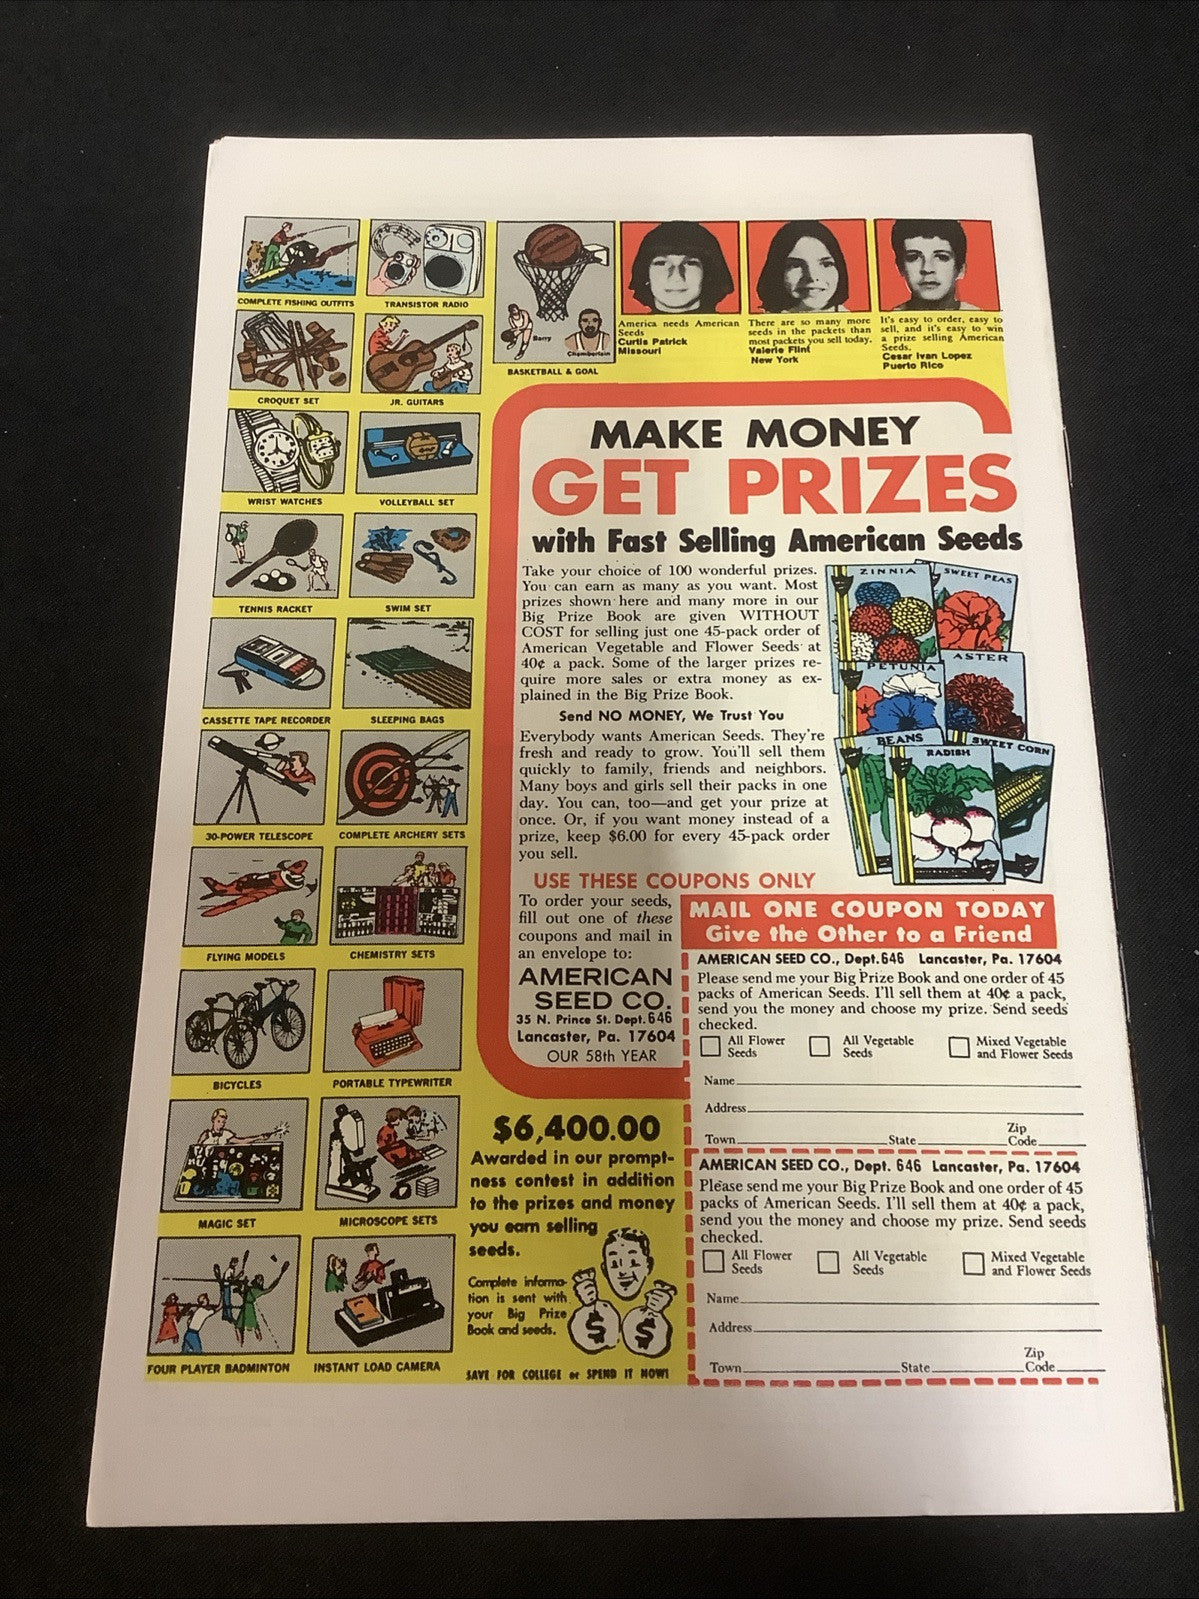 COMPLETE FISHING OUTFITS
TRANSISTOR RADIO
Barry
Chamberlain
BASKETBALL & GOAL
America needs American
Seeds
Curtis Patrick
Missouri
There are so many more
seeds in the packets than
most packets you sell today.
Valerie Flint
New York
It's easy to order, easy to
sell, and it's easy to win
a prize selling American
Seeds.
Cesar Ivan Lopez
Puerto Rico
CROQUET SET
JR. GUITARS
WRIST WATCHES
VOLLEYBALL SET
TENNIS RACKET
SWIM SET
CASSETTE TAPE RECORDER
SLEEPING BAGS
30-POWER TELESCOPE
COMPLETE ARCHERY SETS
FLYING MODELS
CHEMISTRY SETS
BICYCLES
PORTABLE TYPEWRITER
MAGIC SET
MICROSCOPE SETS
FOUR PLAYER BADMINTON
INSTANT LOAD CAMERA
MAKE MONEY
GET PRIZES
with Fast Selling American Seeds
Take your choice of 100 wonderful prizes.
You can earn as many as you want. Most
prizes shown here and many more in our
Big Prize Book are given WITHOUT
COST for selling just one 45-pack order of
American Vegetable and Flower Seeds at
40¢ a pack. Some of the larger prizes re-
quire more sales or extra money as ex-
plained in the Big Prize Book.
Send NO MONEY, We Trust You
Everybody wants American Seeds. They're
fresh and ready to grow. You'll sell them
quickly to family, friends and neighbors.
Many boys and girls sell their packs in one
day. You can, too—and get your prize at
once. Or, if you want money instead of a
prize, keep $6.00 for every 45-pack order
you sell.
ZINNIA
SWEET PEAS
PETUNIA
ASTER
BEANS
RADISH
SWEET CORN
USE THESE COUPONS ONLY
To order your seeds,
fill out one of these
coupons and mail in
an envelope to:
AMERICAN
SEED CO.
35 N. Prince St. Dept. 646
Lancaster, Pa. 17604
OUR 58th YEAR
MAIL ONE COUPON TODAY
Give the Other to a Friend
AMERICAN SEED CO., Dept. 646 Lancaster, Pa. 17604
Please send me your Big Prize Book and one order of 45
packs of American Seeds. I'll sell them at 40¢ a pack,
send you the money and choose my prize. Send seeds
checked.
All Flower
Seeds
All Vegetable
Seeds
Mixed Vegetable
and Flower Seeds
Name
Address
Town State Zip Code
AMERICAN SEED CO., Dept. 646 Lancaster, Pa. 17604
Please send me your Big Prize Book and one order of 45
packs of American Seeds. I'll sell them at 40¢ a pack,
send you the money and choose my prize. Send seeds
checked.
All Flower
Seeds
All Vegetable
Seeds
Mixed Vegetable
and Flower Seeds
Name
Address
Town State Zip Code
$6,400.00
Awarded in our prompt-
ness contest in addition
to the prizes and money
you earn selling
seeds.
Complete informa-
tion is sent with
your Big Prize
Book and seeds.
$ $
SAVE FOR COLLEGE or SPEND IT NOW!